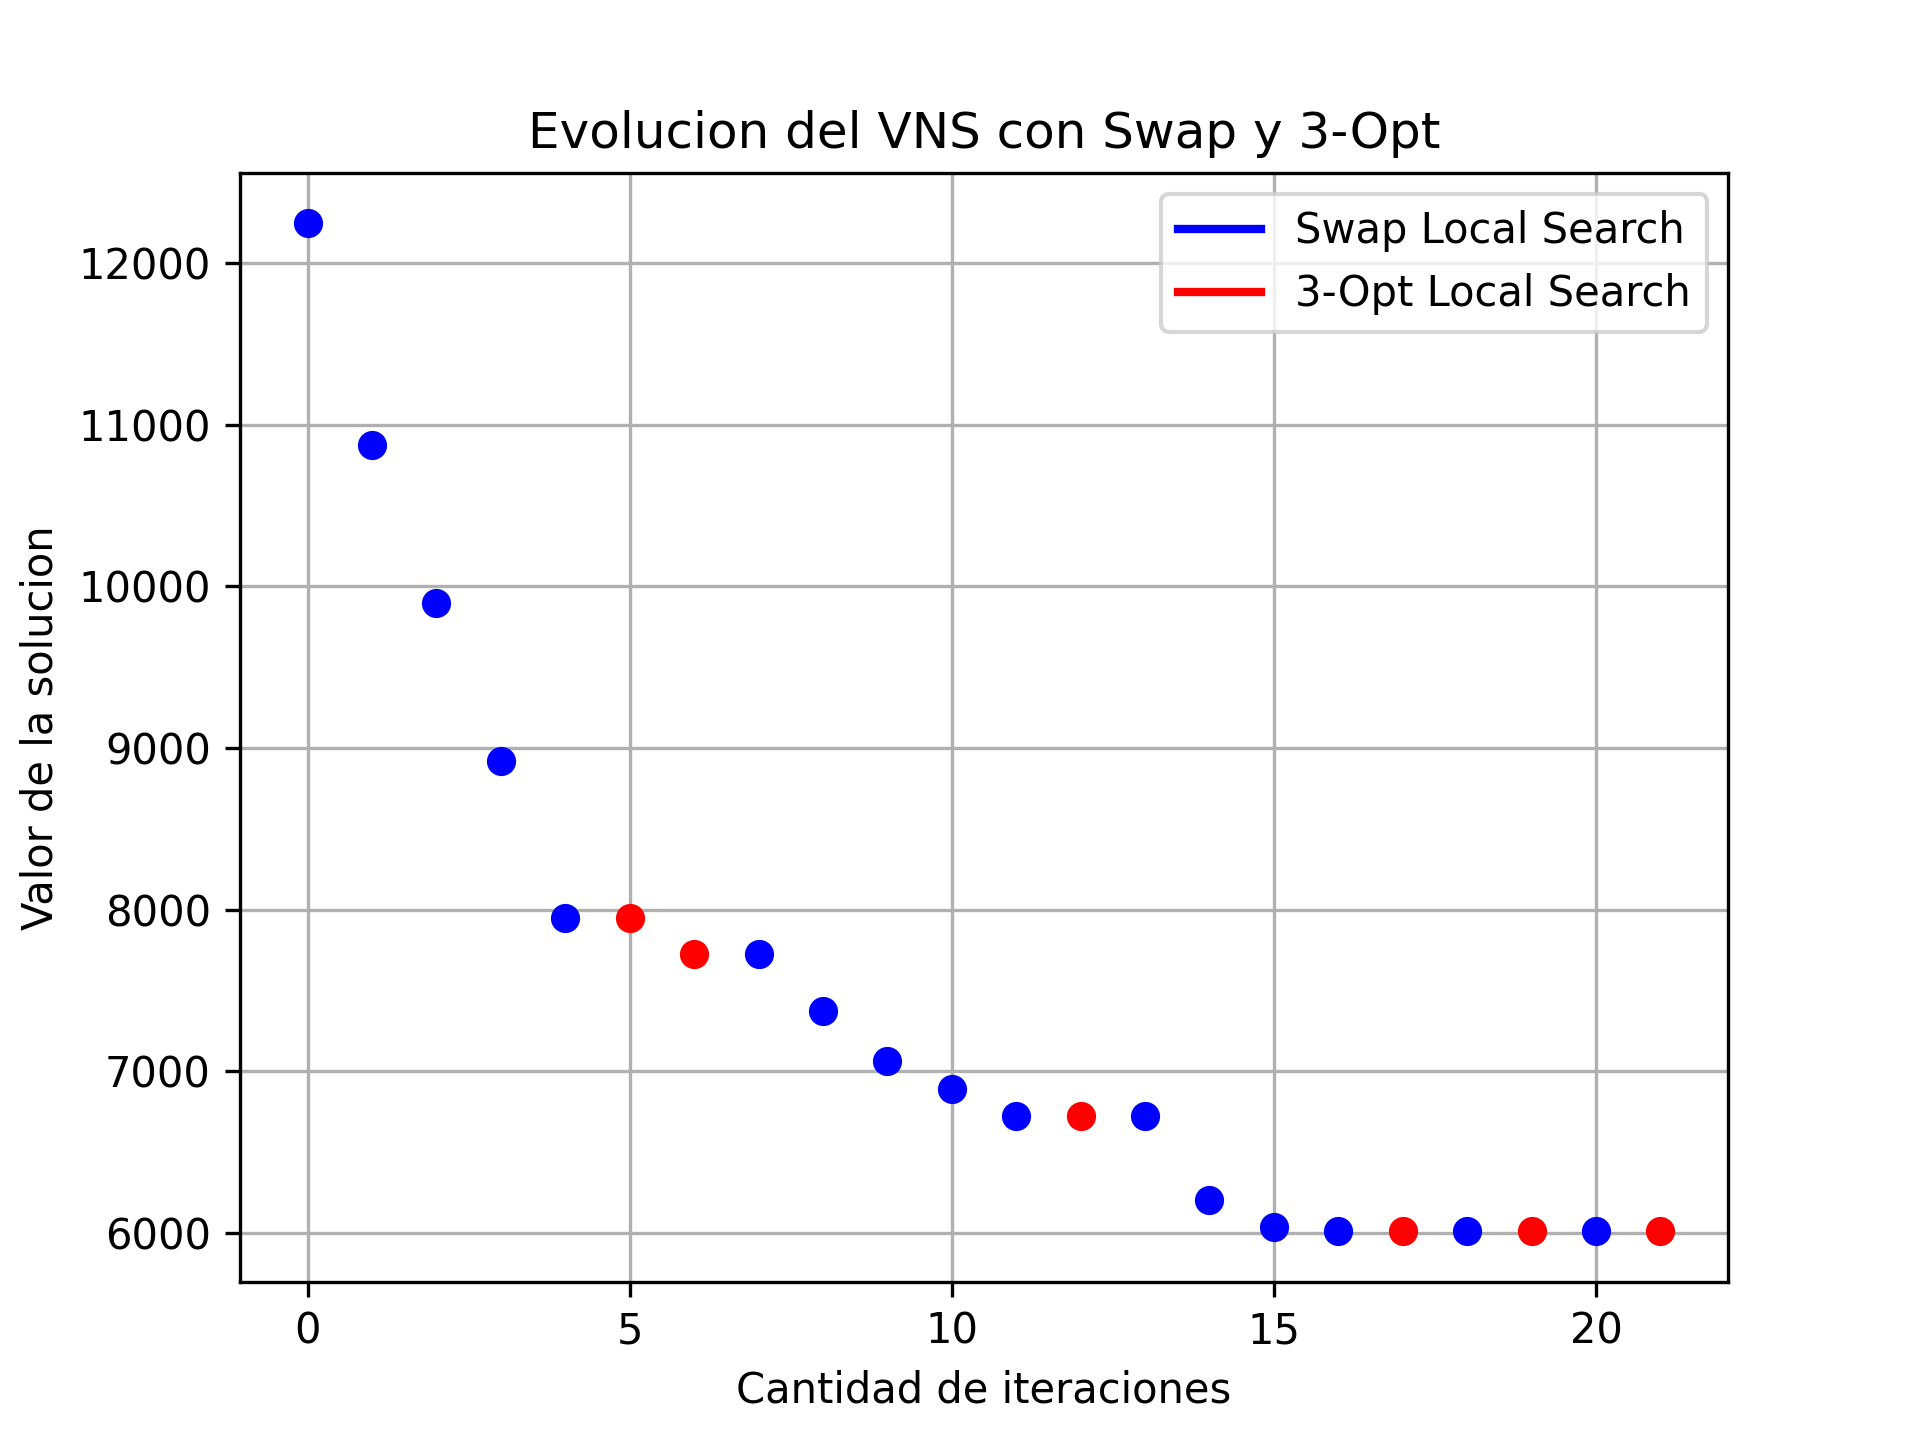 Evolucion del VNS con Swap y 3-Opt
Swap Local Search
3-Opt Local Search
12000
11000
10000
9000
8000
7000
6000
Valor de la solucion
0 5 10 15 20
Cantidad de iteraciones